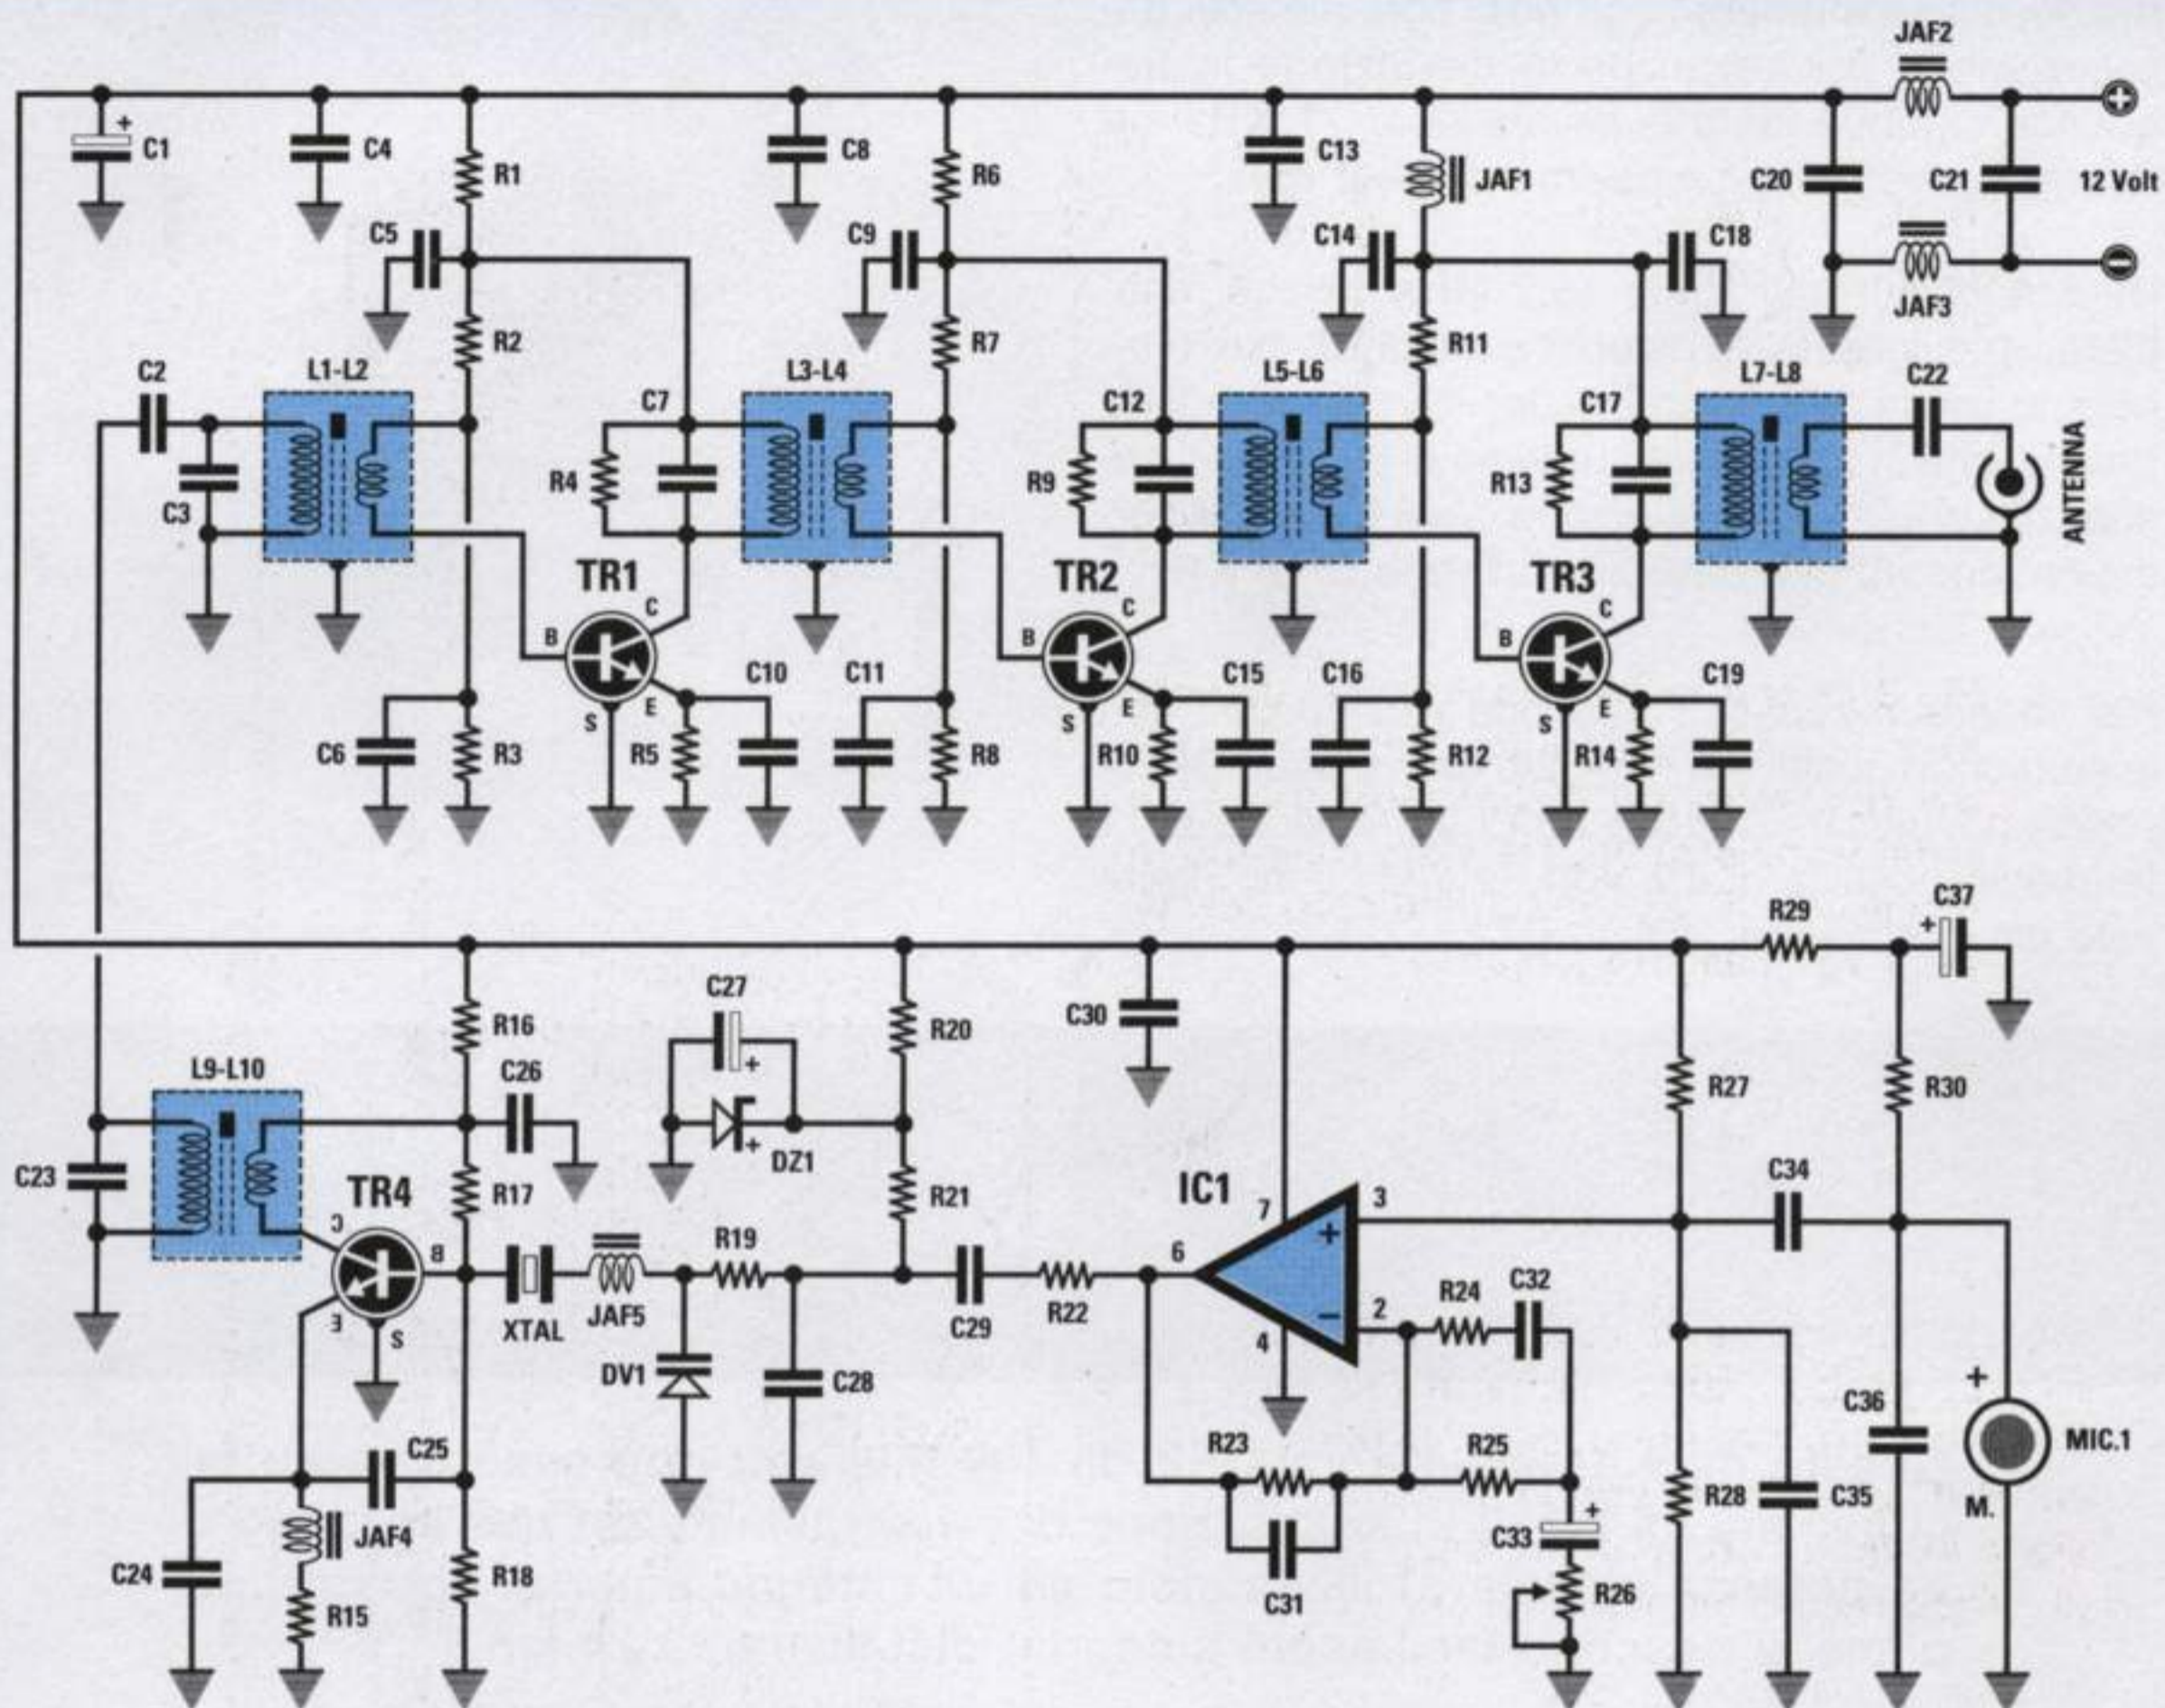 JAF2
+
C1
C4
R1
C8
R6
C13
JAF1
C20
C21
12 Volt
C5
C9
C14
C18
JAF3
R2
R7
R11
C2
L1-L2
C7
L3-L4
C12
L5-L6
C17
L7-L8
C22
C3
R4
R9
R13
ANTENNA
TR1
TR2
TR3
C
C
C
B
B
B
E
E
E
S
S
S
C10
C11
C15
C16
C19
C6
R3
R5
R8
R10
R12
R14
R29
C37
+
C27
R16
R20
C30
+
L9-L10
C26
R27
R30
DZ1
+
C23
TR4
R17
R21
IC1
C34
7
3
+
C
B
E
S
XTAL
JAF5
R19
C29
R22
6
2
−
4
R24
C32
DV1
C28
C25
R23
R25
C36
+
MIC.1
M.
JAF4
R28
C35
C24
R15
R18
C31
C33
+
R26